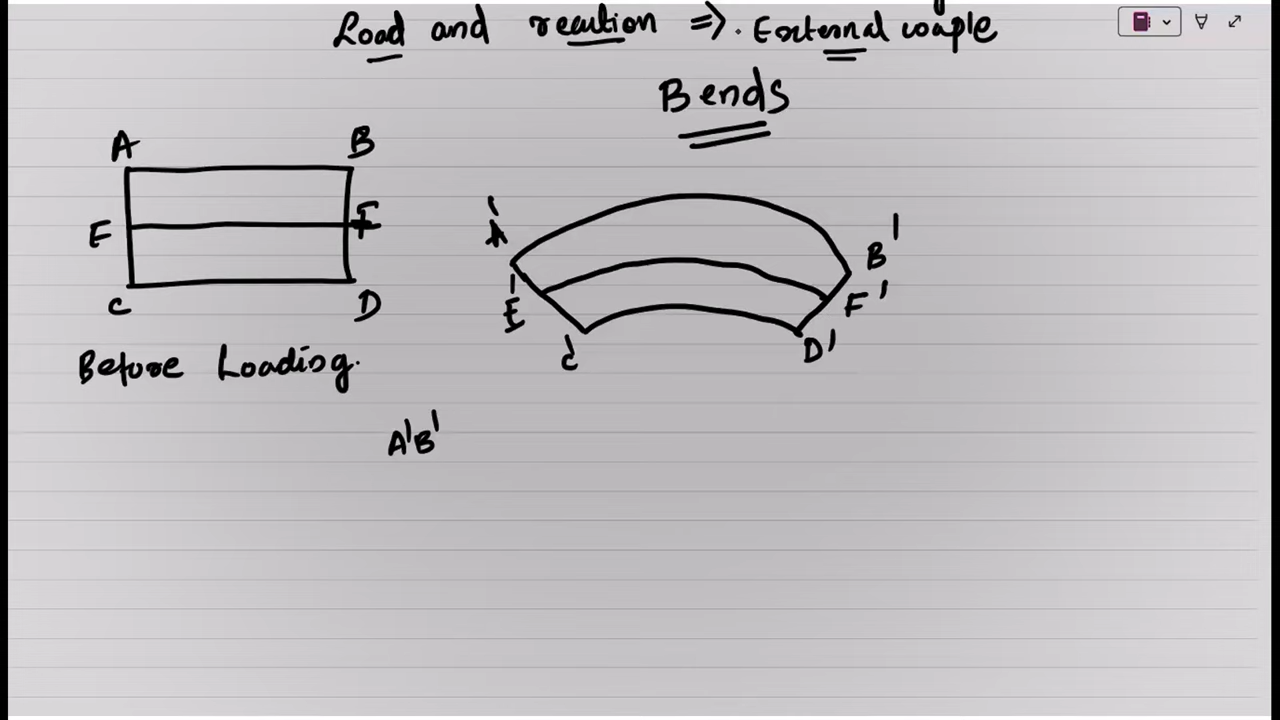 Load and reaction => External couple
Bends
A B
E F
C D
Before Loading.
A' B'
E' F'
C' D'
A'B'